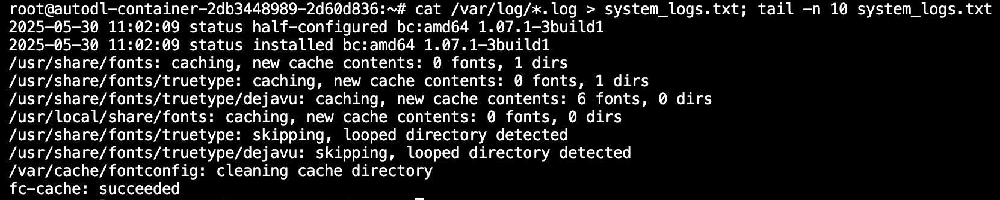 root@autodl-container-2db3448989-2d60d836:~# cat /var/log/*.log > system_logs.txt; tail -n 10 system_logs.txt
2025-05-30 11:02:09 status half-configured bc:amd64 1.07.1-3build1
2025-05-30 11:02:09 status installed bc:amd64 1.07.1-3build1
/usr/share/fonts: caching, new cache contents: 0 fonts, 1 dirs
/usr/share/fonts/truetype: caching, new cache contents: 0 fonts, 1 dirs
/usr/share/fonts/truetype/dejavu: caching, new cache contents: 6 fonts, 0 dirs
/usr/local/share/fonts: caching, new cache contents: 0 fonts, 0 dirs
/usr/share/fonts/truetype: skipping, looped directory detected
/usr/share/fonts/truetype/dejavu: skipping, looped directory detected
/var/cache/fontconfig: cleaning cache directory
fc-cache: succeeded